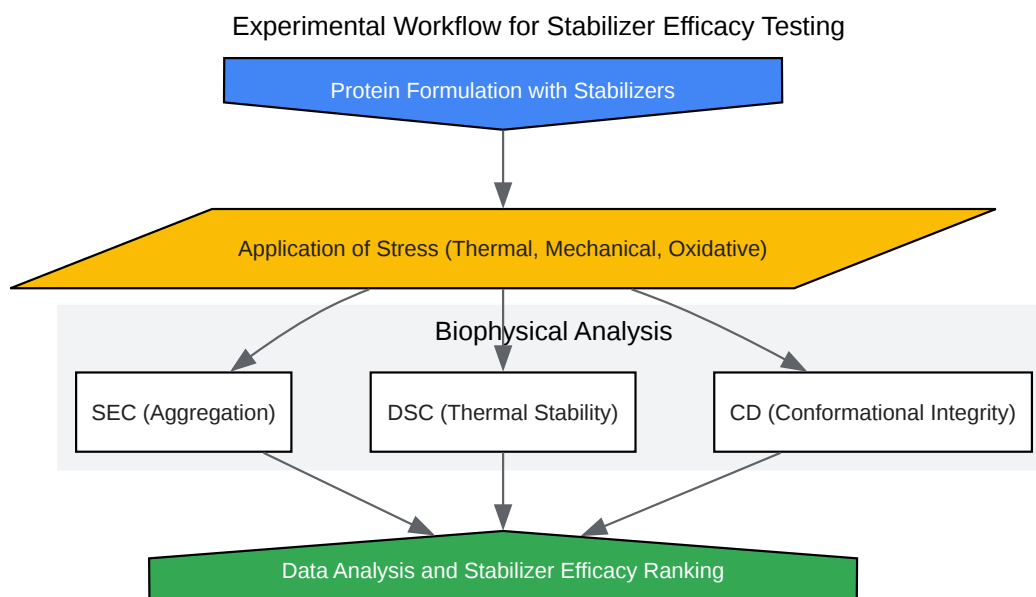 Experimental Workflow for Stabilizer Efficacy Testing
Protein Formulation with Stabilizers
Application of Stress (Thermal, Mechanical, Oxidative)
Biophysical Analysis
SEC (Aggregation)
DSC (Thermal Stability)
CD (Conformational Integrity)
Data Analysis and Stabilizer Efficacy Ranking